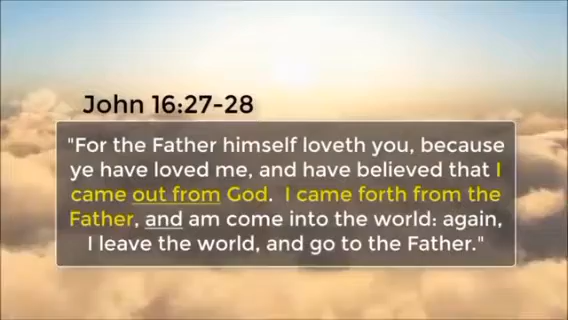 John 16:27-28
"For the Father himself loveth you, because
ye have loved me, and have believed that I
came out from God.  I came forth from the
Father, and am come into the world: again,
I leave the world, and go to the Father."